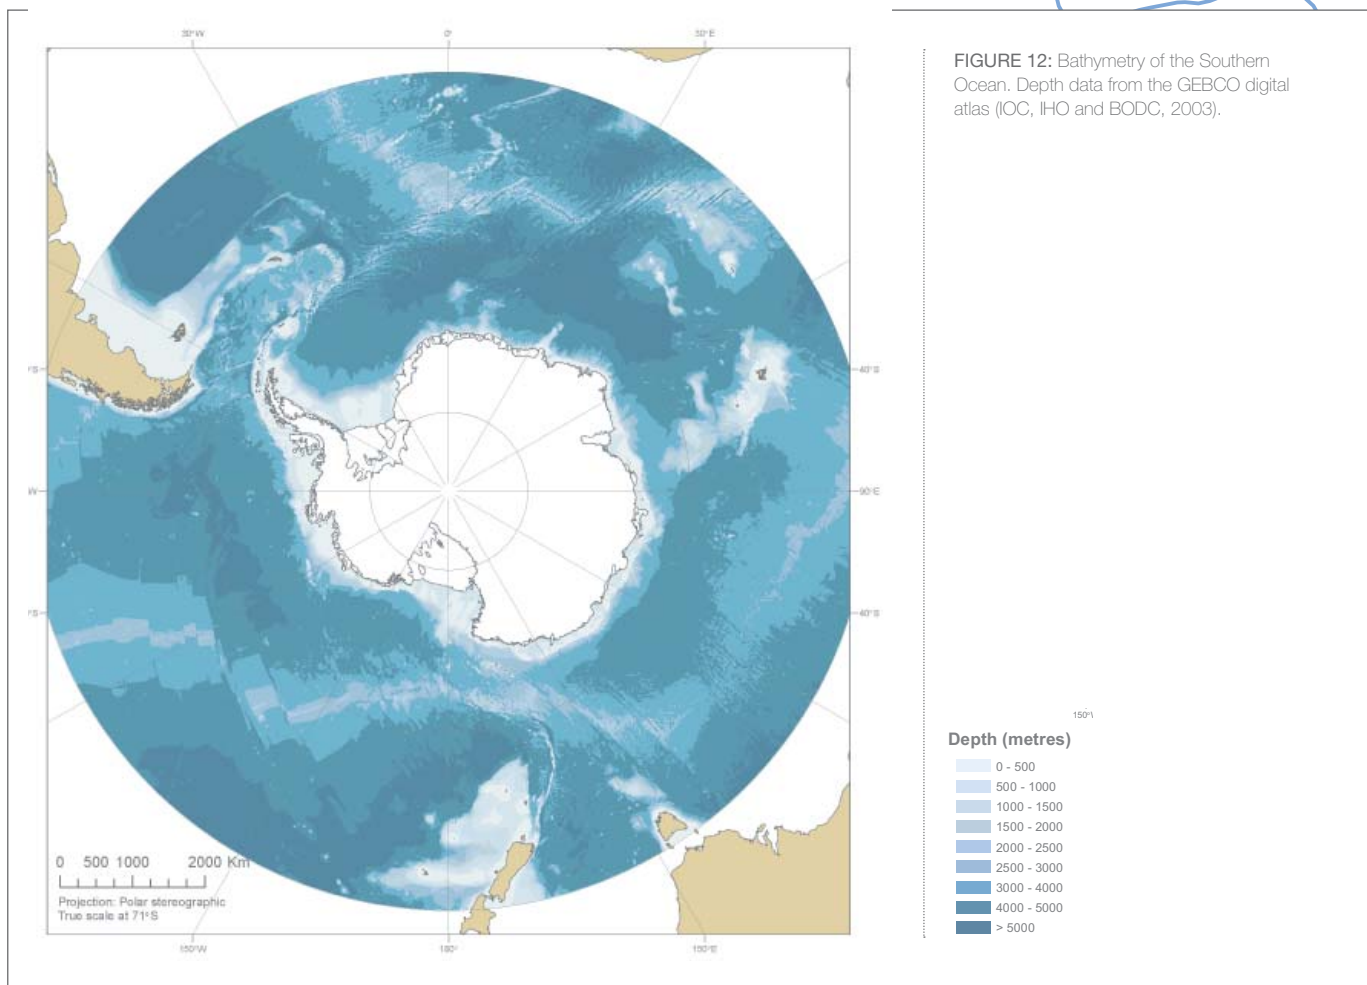 30°W
0°
30°E
FIGURE 12: Bathymetry of the Southern
Ocean. Depth data from the GEBCO digital
atlas (IOC, IHO and BODC, 2003).
°S
40°S
W
90°E
°S
40°S
150°\
Depth (metres)
0 - 500
500 - 1000
1000 - 1500
1500 - 2000
2000 - 2500
2500 - 3000
3000 - 4000
4000 - 5000
> 5000
0 500 1000 2000 Km
Projection: Polar stereographic
True scale at 71°S
150°W
180°
150°E